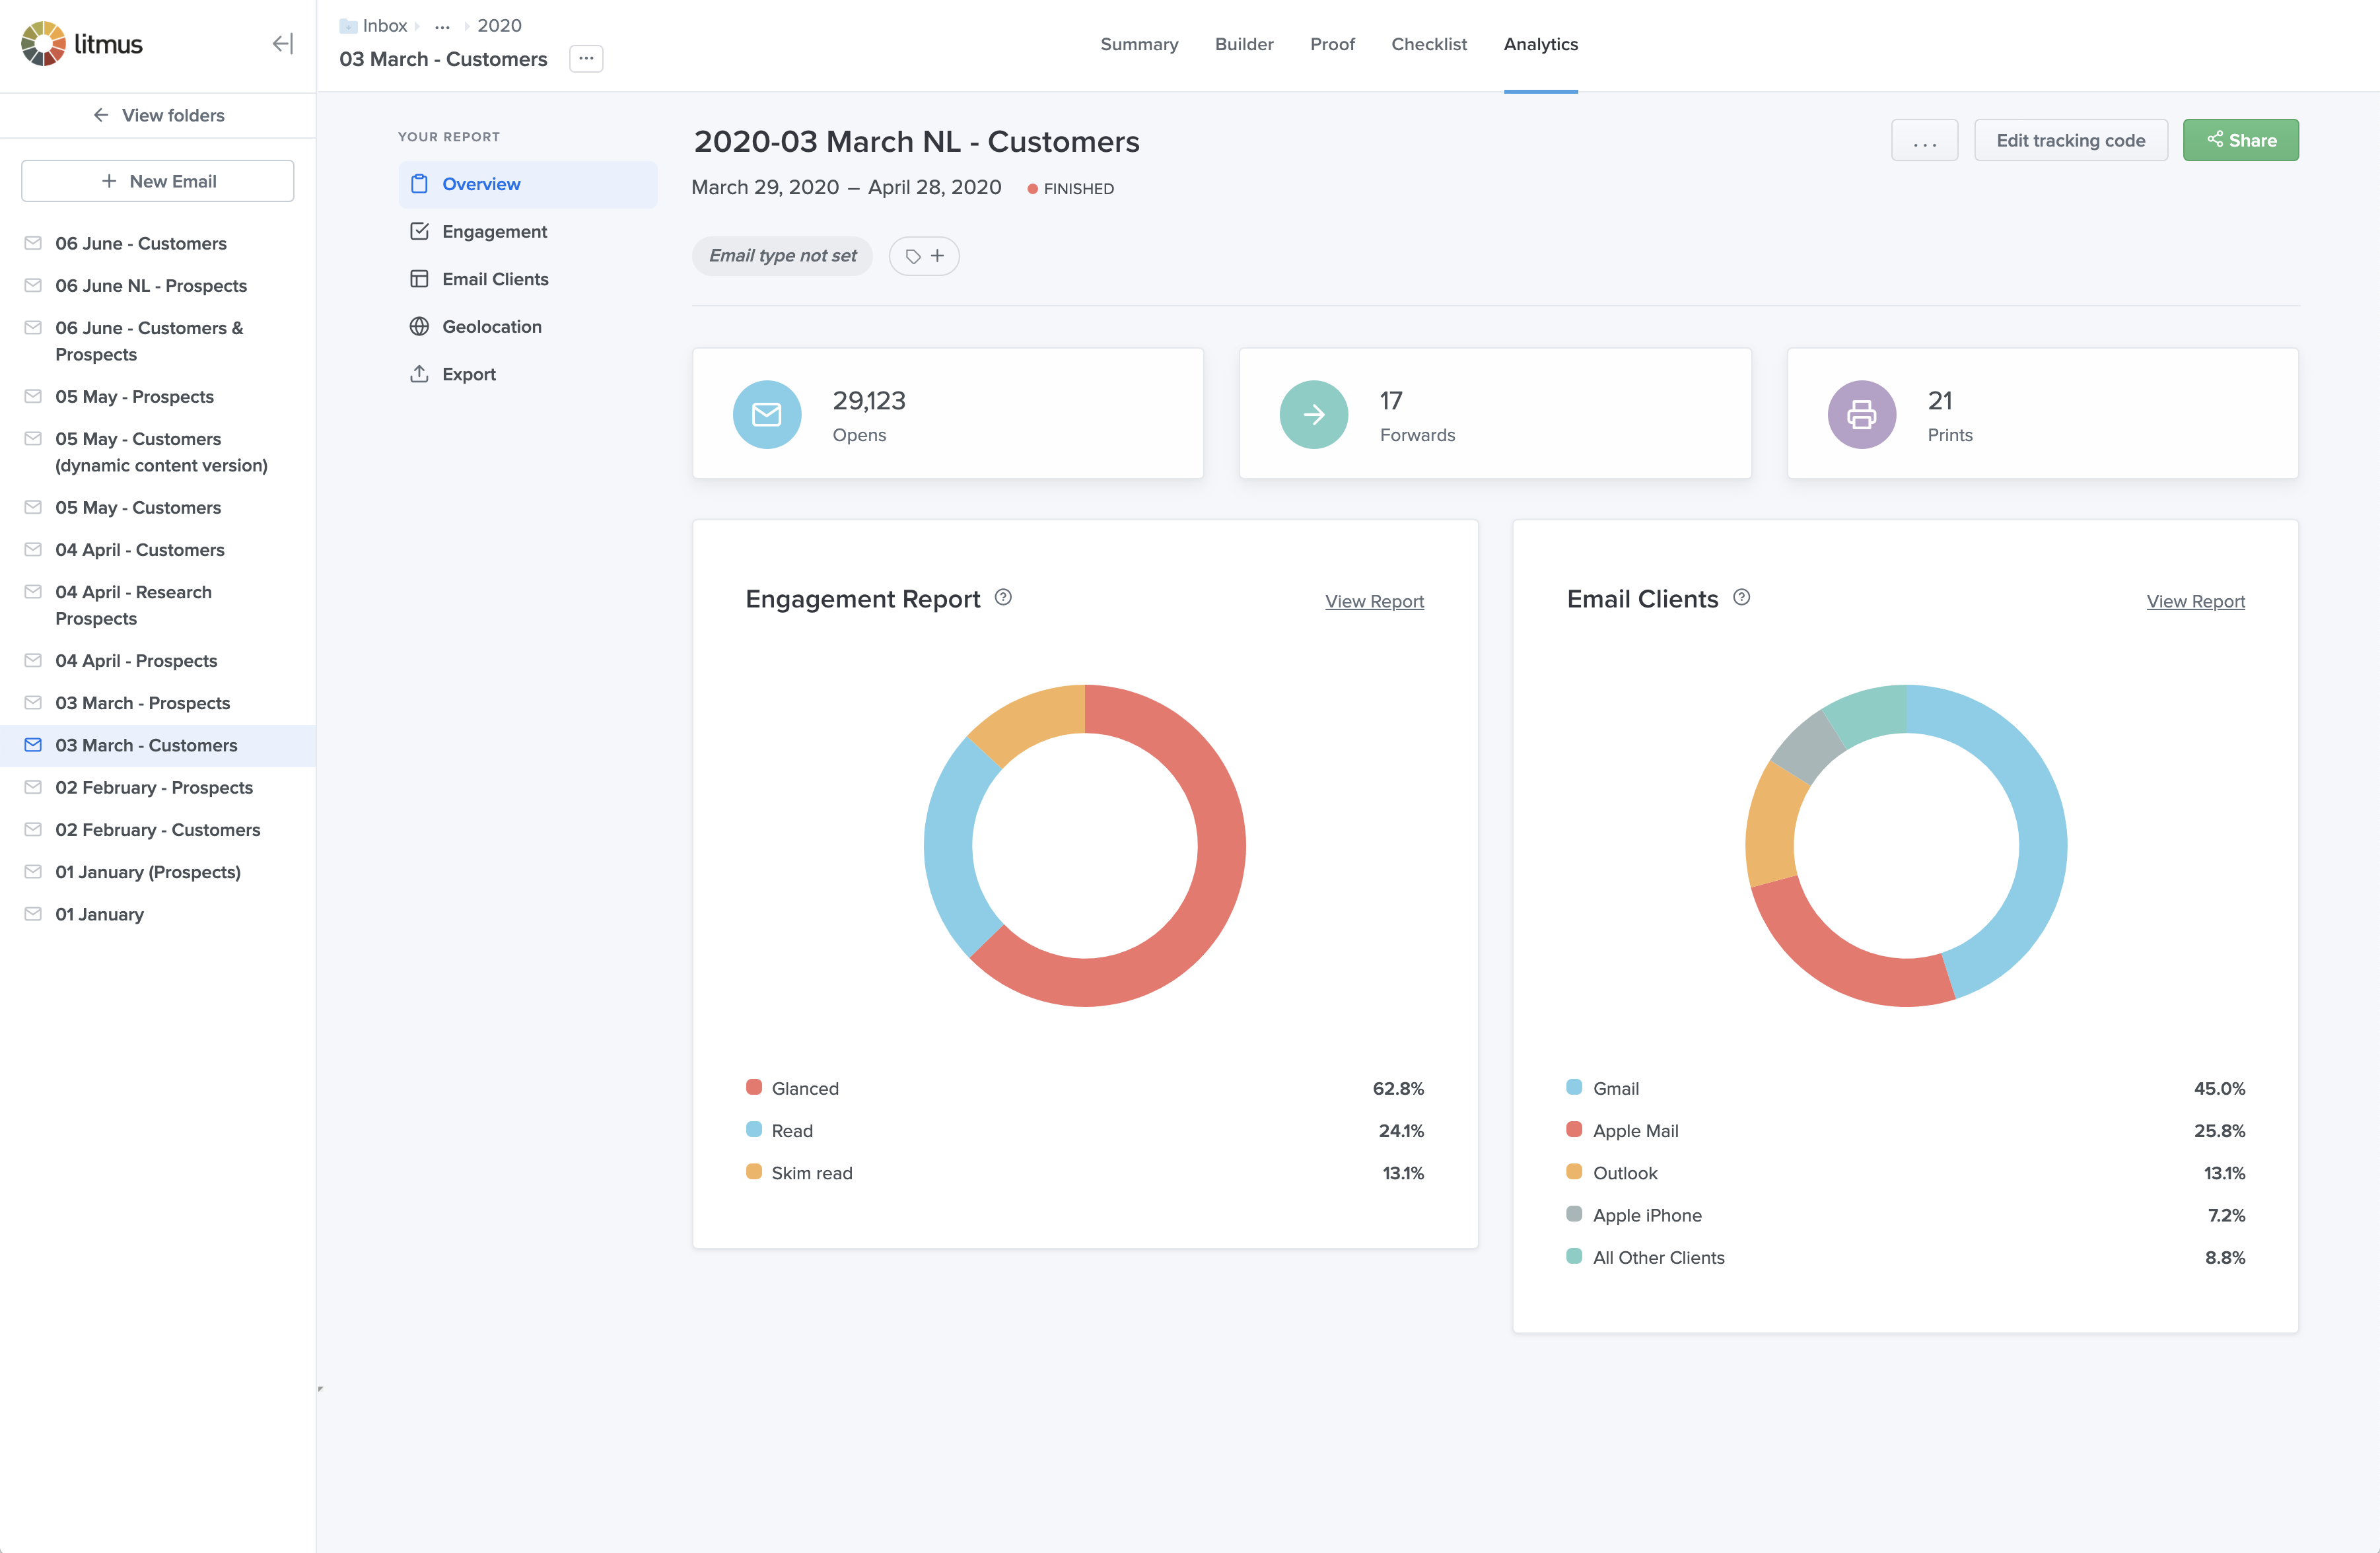 litmus
View folders
New Email
06 June - Customers
06 June NL - Prospects
06 June - Customers &
Prospects
05 May - Prospects
05 May - Customers
(dynamic content version)
05 May - Customers
04 April - Customers
04 April - Research
Prospects
04 April - Prospects
03 March - Prospects
03 March - Customers
02 February - Prospects
02 February - Customers
01 January (Prospects)
01 January
Inbox ... 2020
03 March - Customers ...
Summary Builder Proof Checklist Analytics
YOUR REPORT
Overview
Engagement
Email Clients
Geolocation
Export
2020-03 March NL - Customers
March 29, 2020 – April 28, 2020 FINISHED
... Edit tracking code Share
Email type not set +
29,123
Opens
17
Forwards
21
Prints
Engagement Report ? View Report
Glanced 62.8%
Read 24.1%
Skim read 13.1%
Email Clients ? View Report
Gmail 45.0%
Apple Mail 25.8%
Outlook 13.1%
Apple iPhone 7.2%
All Other Clients 8.8%